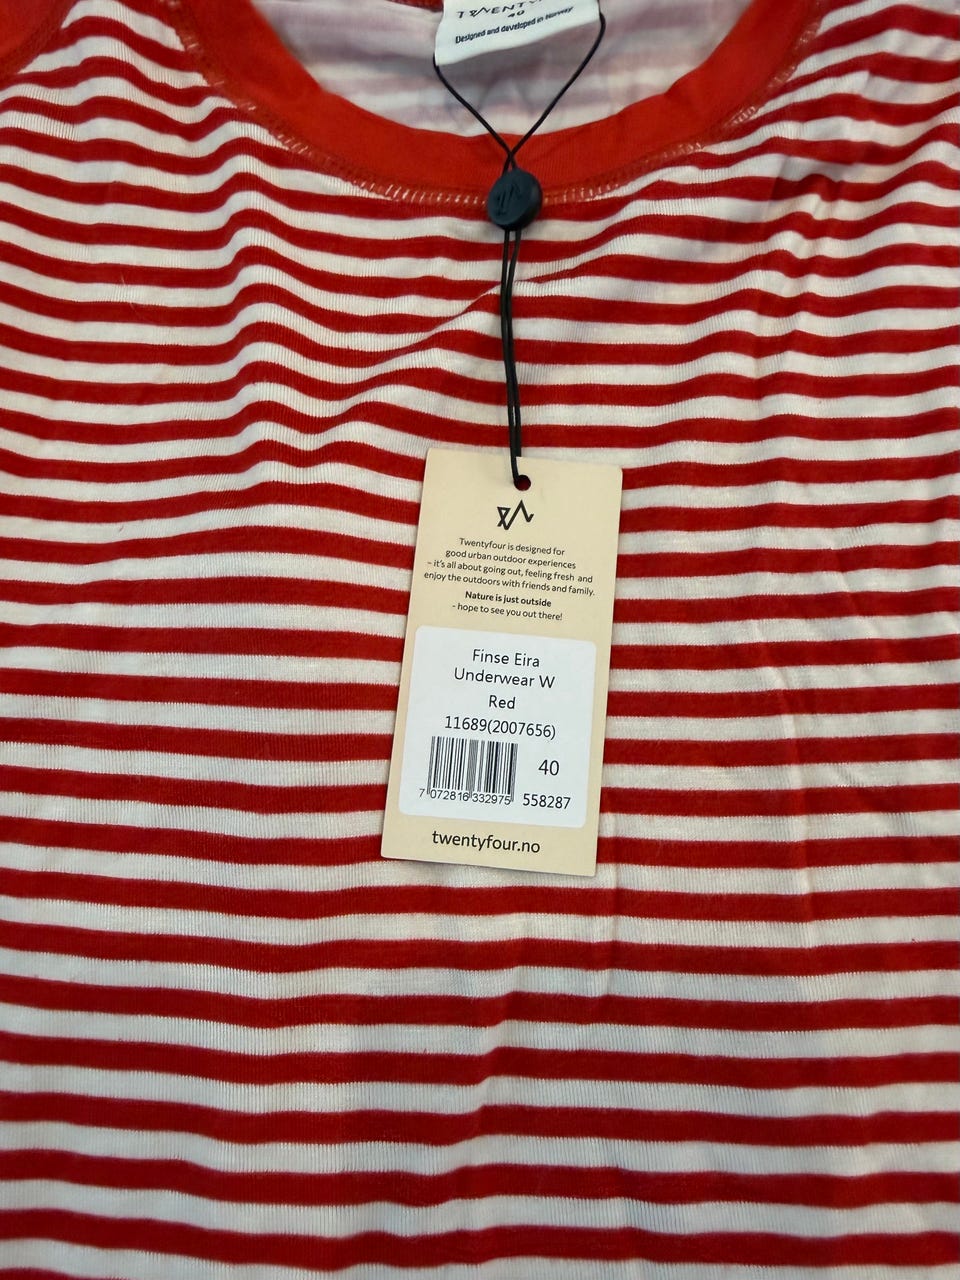 40
Designed and developed in Norway
Twentyfour is designed for
good urban outdoor experiences
- it's all about going out, feeling fresh and
enjoy the outdoors with friends and family.
Nature is just outside
- hope to see you out there!
Finse Eira
Underwear W
Red
11689(2007656)
40
7 072816 332975
558287
twentyfour.no